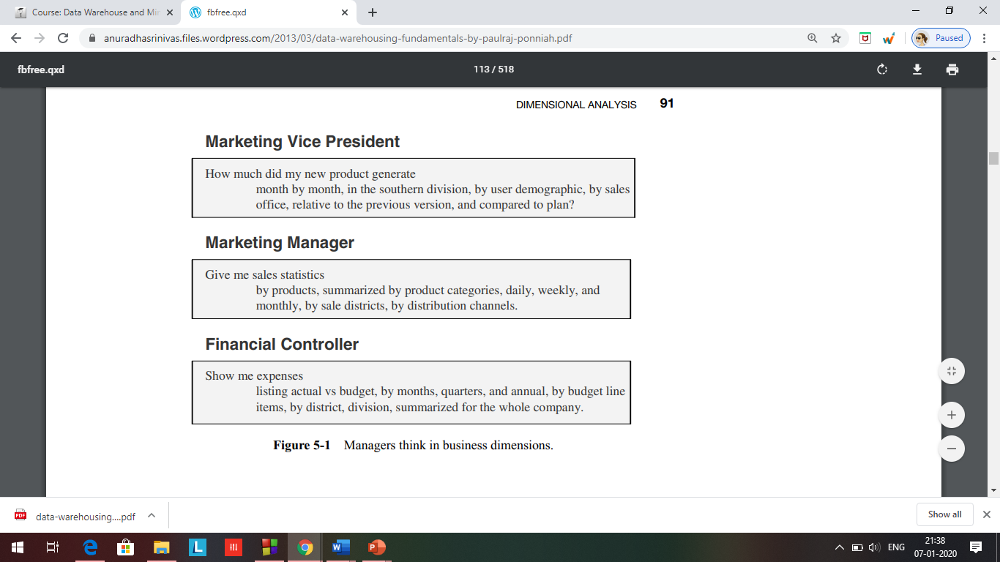 Course: Data Warehouse and Min
fbfree.qxd
anuradhasrinivas.files.wordpress.com/2013/03/data-warehousing-fundamentals-by-paulraj-ponniah.pdf
Paused
fbfree.qxd
113 / 518
DIMENSIONAL ANALYSIS 91
Marketing Vice President
How much did my new product generate
month by month, in the southern division, by user demographic, by sales
office, relative to the previous version, and compared to plan?
Marketing Manager
Give me sales statistics
by products, summarized by product categories, daily, weekly, and
monthly, by sale districts, by distribution channels.
Financial Controller
Show me expenses
listing actual vs budget, by months, quarters, and annual, by budget line
items, by district, division, summarized for the whole company.
Figure 5-1 Managers think in business dimensions.
PDF
data-warehousing....pdf
Show all
L
W
P
ENG
21:38
07-01-2020